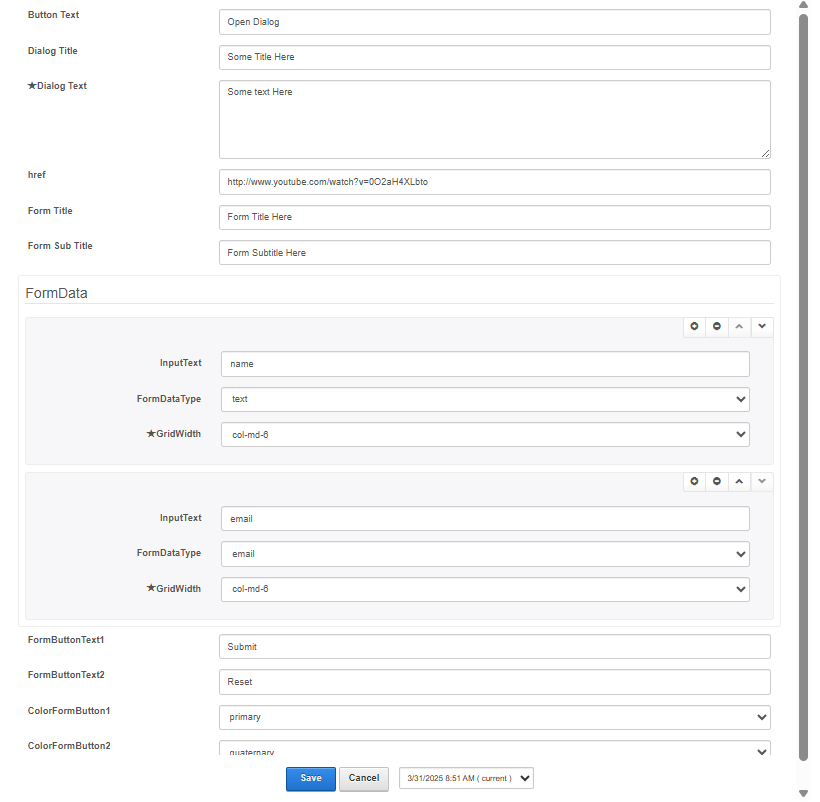 Button Text
Open Dialog
Dialog Title
Some Title Here
★Dialog Text
Some text Here
href
http://www.youtube.com/watch?v=0O2aH4XLbto
Form Title
Form Title Here
Form Sub Title
Form Subtitle Here
FormData
InputText
name
FormDataType
text
★GridWidth
col-md-6
InputText
email
FormDataType
email
★GridWidth
col-md-6
FormButtonText1
Submit
FormButtonText2
Reset
ColorFormButton1
primary
ColorFormButton2
quaternary
Save
Cancel
3/31/2025 8:51 AM ( current )